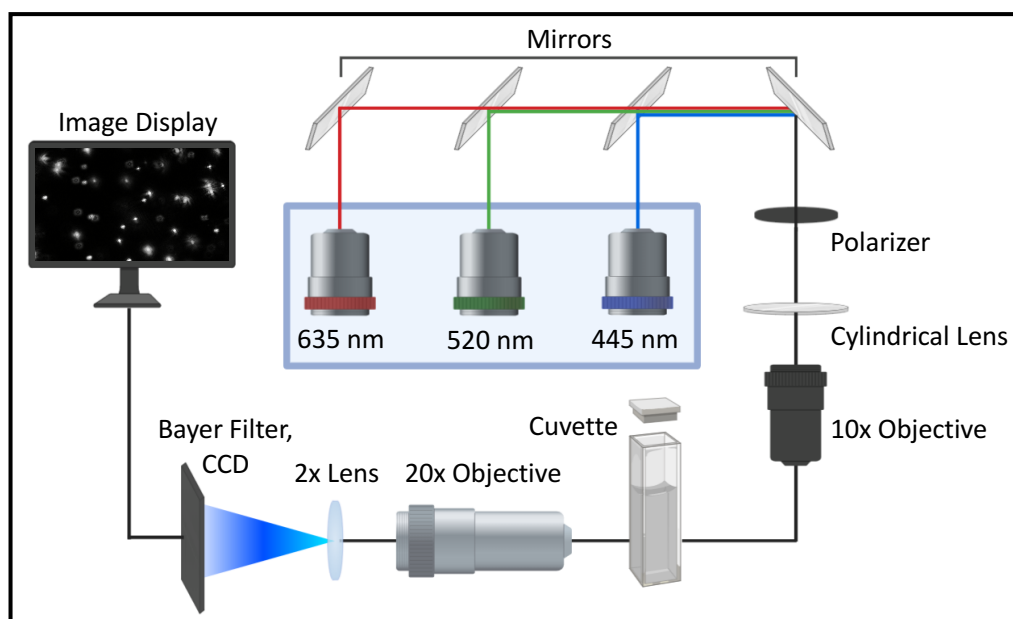 Mirrors
Image Display
Polarizer
635 nm
520 nm
445 nm
Cylindrical Lens
Bayer Filter,
CCD
2x Lens
20x Objective
Cuvette
10x Objective